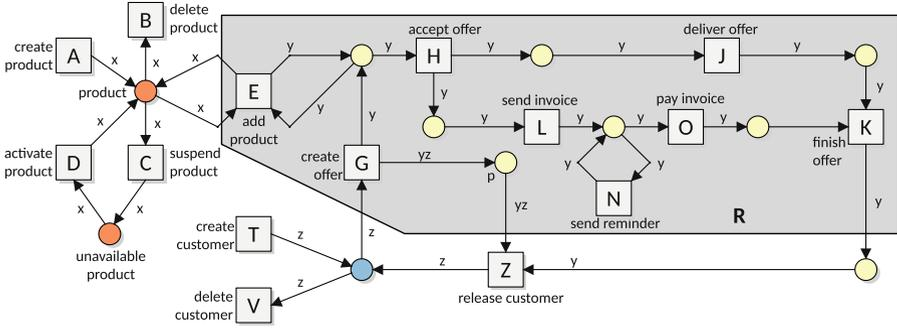 delete
product
B
create
product
A
x
x
x
product
x
x
x
activate
product
D
C
suspend
product
x
x
unavailable
product
E
add
product
y
y
y
accept offer
H
y
y
deliver offer
J
y
y
y
y
send invoice
L
y
y
pay invoice
O
y
K
finish
offer
y
y
N
send reminder
R
create
offer
G
yz
p
yz
y
create
customer
T
z
z
z
delete
customer
V
z
Z
release customer
y
y